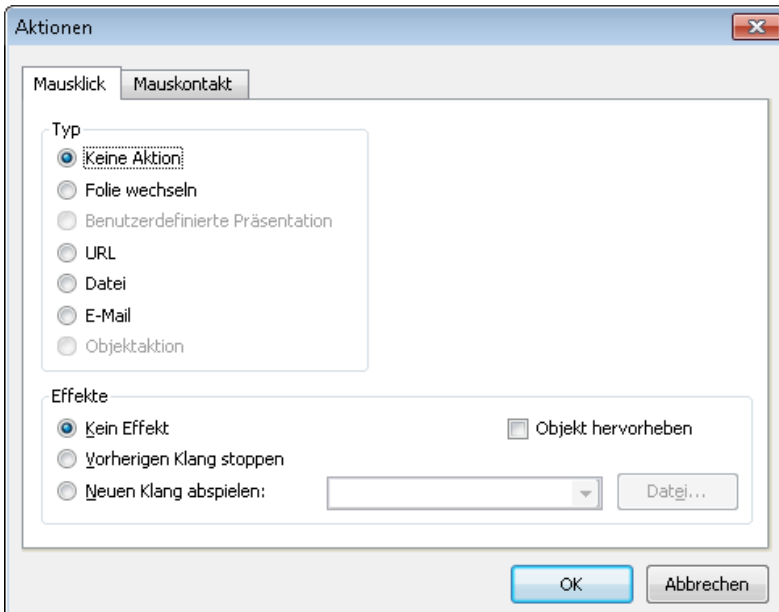 Aktionen
Mausklick Mauskontakt
Typ
Keine Aktion
Folie wechseln
Benutzerdefinierte Präsentation
URL
Datei
E-Mail
Objektaktion
Effekte
Kein Effekt Objekt hervorheben
Vorherigen Klang stoppen
Neuen Klang abspielen: Datei...
OK Abbrechen